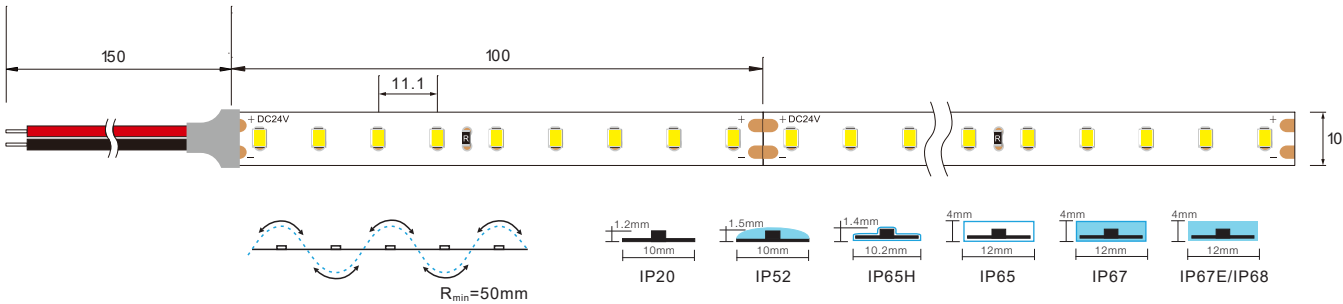 150
100
11.1
+ DC24V
R
+
+ DC24V
R
+
10
–
–
–
–
1.2mm
10mm
IP20
1.5mm
10mm
IP52
1.4mm
10.2mm
IP65H
4mm
12mm
IP65
4mm
12mm
IP67
4mm
12mm
IP67E/IP68
Rmin=50mm